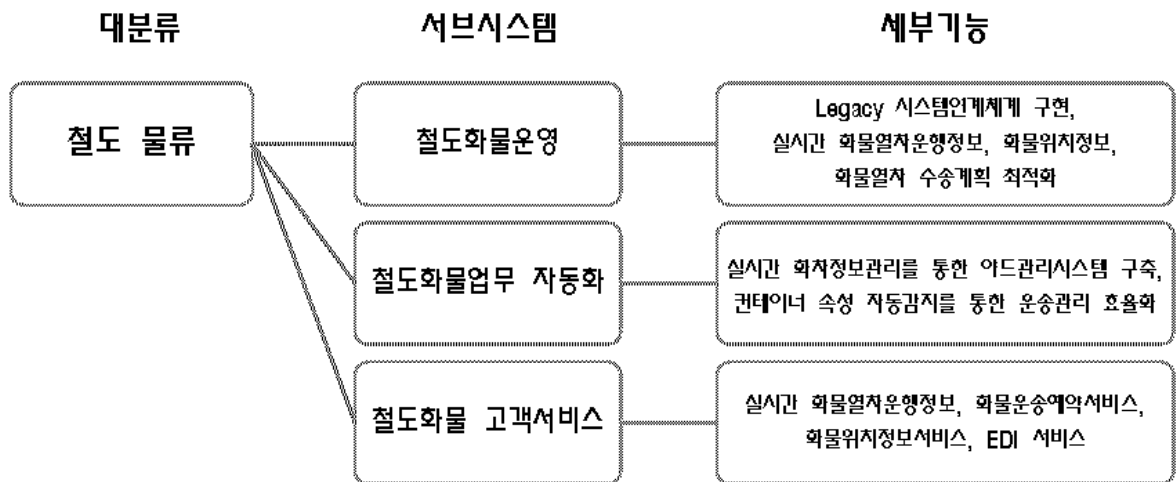 대분류
서브시스템
세부기능
철도 물류
철도화물운영
Legacy 시스템연계체계 구현,
실시간 화물열차운행정보, 화물위치정보,
화물열차 수송계획 최적화
철도화물업무 자동화
실시간 화차정보관리를 통한 야드관리시스템 구축,
컨테이너 속성 자동감지를 통한 운송관리 효율화
철도화물 고객서비스
실시간 화물열차운행정보, 화물운송예약서비스,
화물위치정보서비스, EDI 서비스